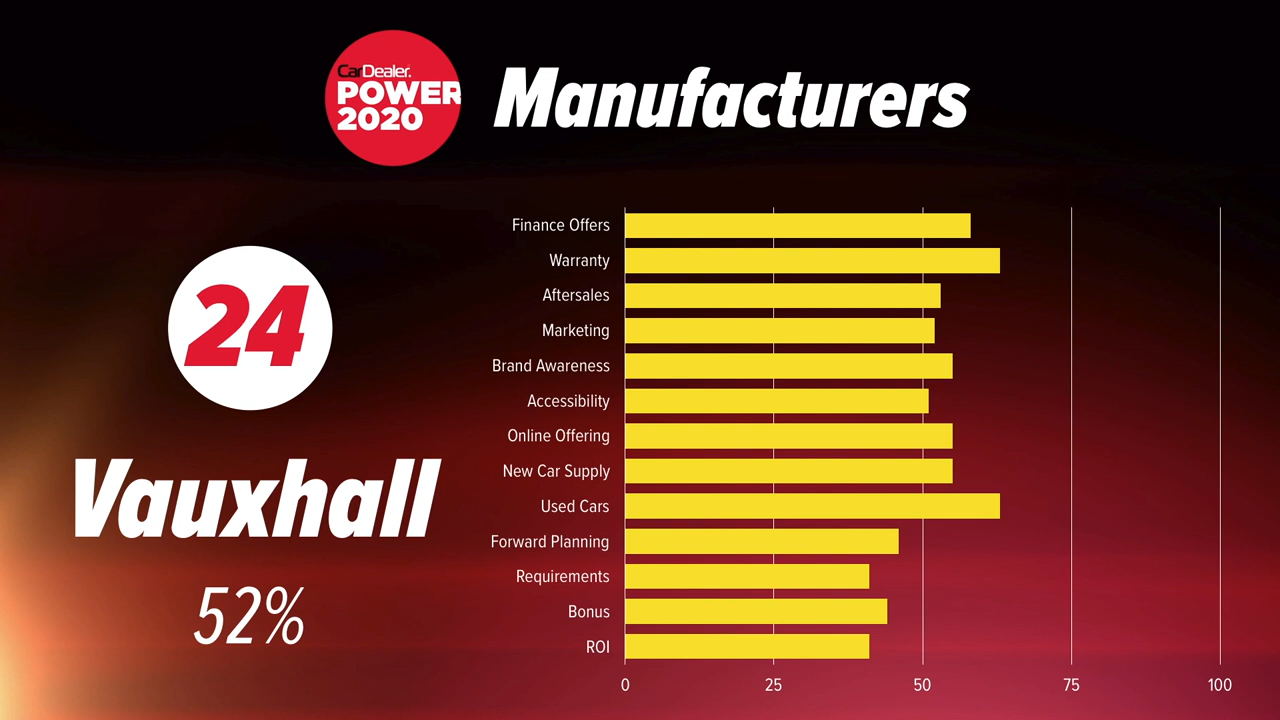 CarDealer.
POWER
2020
Manufacturers
24
Vauxhall
52%
Finance Offers
Warranty
Aftersales
Marketing
Brand Awareness
Accessibility
Online Offering
New Car Supply
Used Cars
Forward Planning
Requirements
Bonus
ROI
0 25 50 75 100